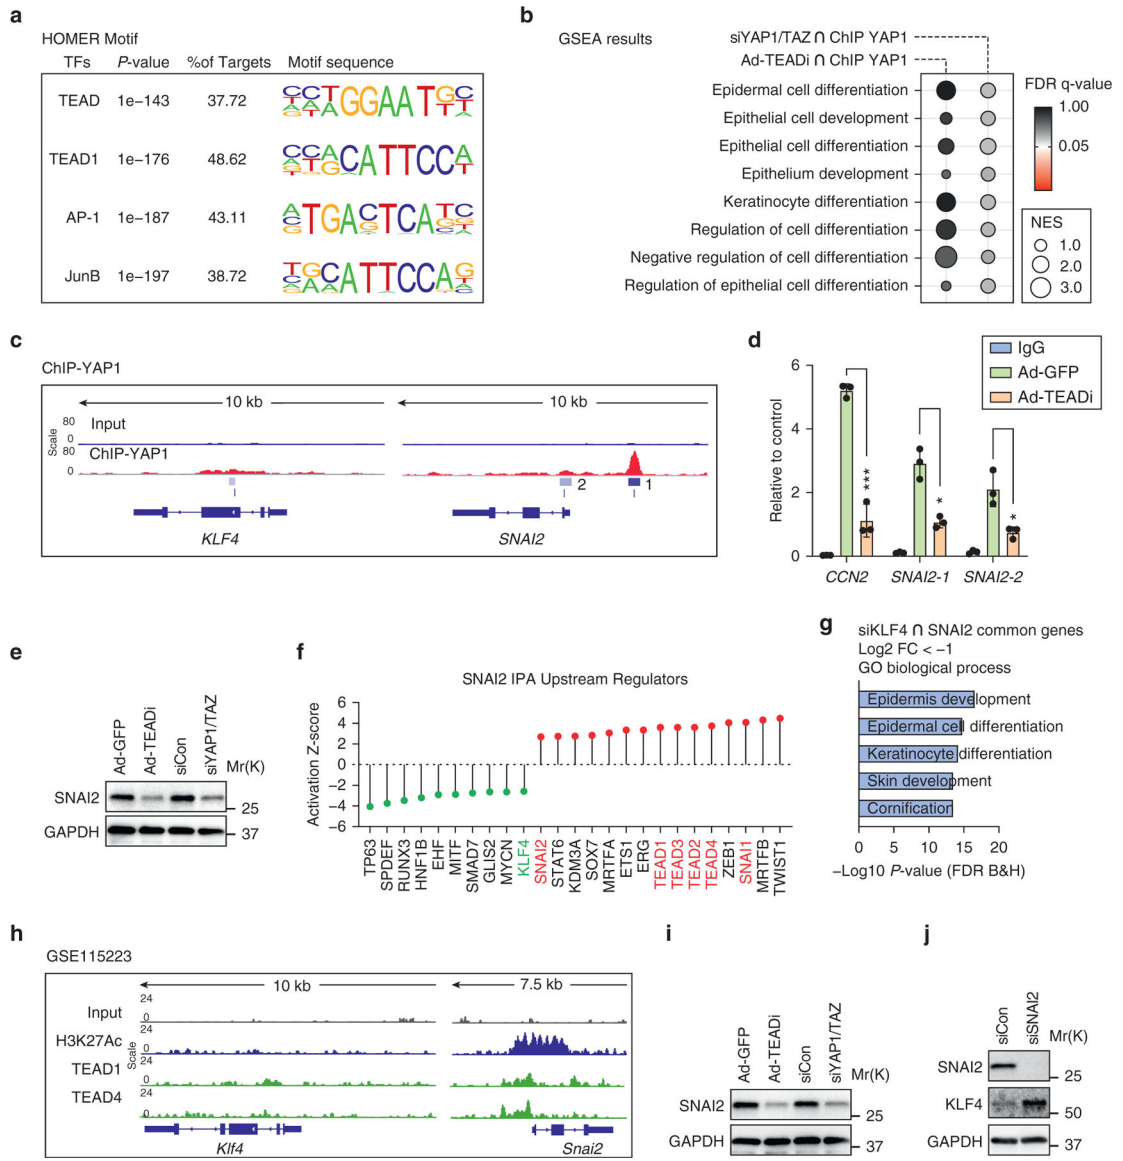 a
HOMER Motif
TFs P-value %of Targets Motif sequence
TEAD 1e−143 37.72
TEAD1 1e−176 48.62
AP-1 1e−187 43.11
JunB 1e−197 38.72
b
GSEA results
siYAP1/TAZ ∩ ChIP YAP1
Ad-TEADi ∩ ChIP YAP1
Epidermal cell differentiation
Epithelial cell development
Epithelial cell differentiation
Epithelium development
Keratinocyte differentiation
Regulation of cell differentiation
Negative regulation of cell differentiation
Regulation of epithelial cell differentiation
FDR q-value
1.00
0.05
NES
1.0
2.0
3.0
c
ChIP-YAP1
10 kb 10 kb
Scale
80
0
Input
80
0
ChIP-YAP1
2 1
KLF4 SNAI2
d
IgG
Ad-GFP
Ad-TEADi
Relative to control
6
4
2
0
*** * *
CCN2 SNAI2-1 SNAI2-2
e
Ad-GFP Ad-TEADi siCon siYAP1/TAZ Mr(K)
SNAI2 25
GAPDH 37
f
SNAI2 IPA Upstream Regulators
Activation Z-score
6
4
2
0
−2
−4
−6
TP63 SPDEF RUNX3 HNF1B EHF MITF SMAD7 GLIS2 MYCN KLF4 SNAI2 STAT6 KDM3A SOX7 MRTFA ETS1 ERG TEAD1 TEAD3 TEAD2 TEAD4 ZEB1 SNAI1 MRTFB TWIST1
g
siKLF4 ∩ SNAI2 common genes
Log2 FC < −1
GO biological process
Epidermis development
Epidermal cell differentiation
Keratinocyte differentiation
Skin development
Cornification
0 5 10 15 20
−Log10 P-value (FDR B&H)
h
GSE115223
10 kb 7.5 kb
Scale
24
Input 0
24
H3K27Ac 0
24
TEAD1 0
24
TEAD4 0
Klf4 Snai2
i
Ad-GFP Ad-TEADi siCon siYAP1/TAZ Mr(K)
SNAI2 25
GAPDH 37
j
siCon siSNAI2 Mr(K)
SNAI2 25
KLF4 50
GAPDH 37